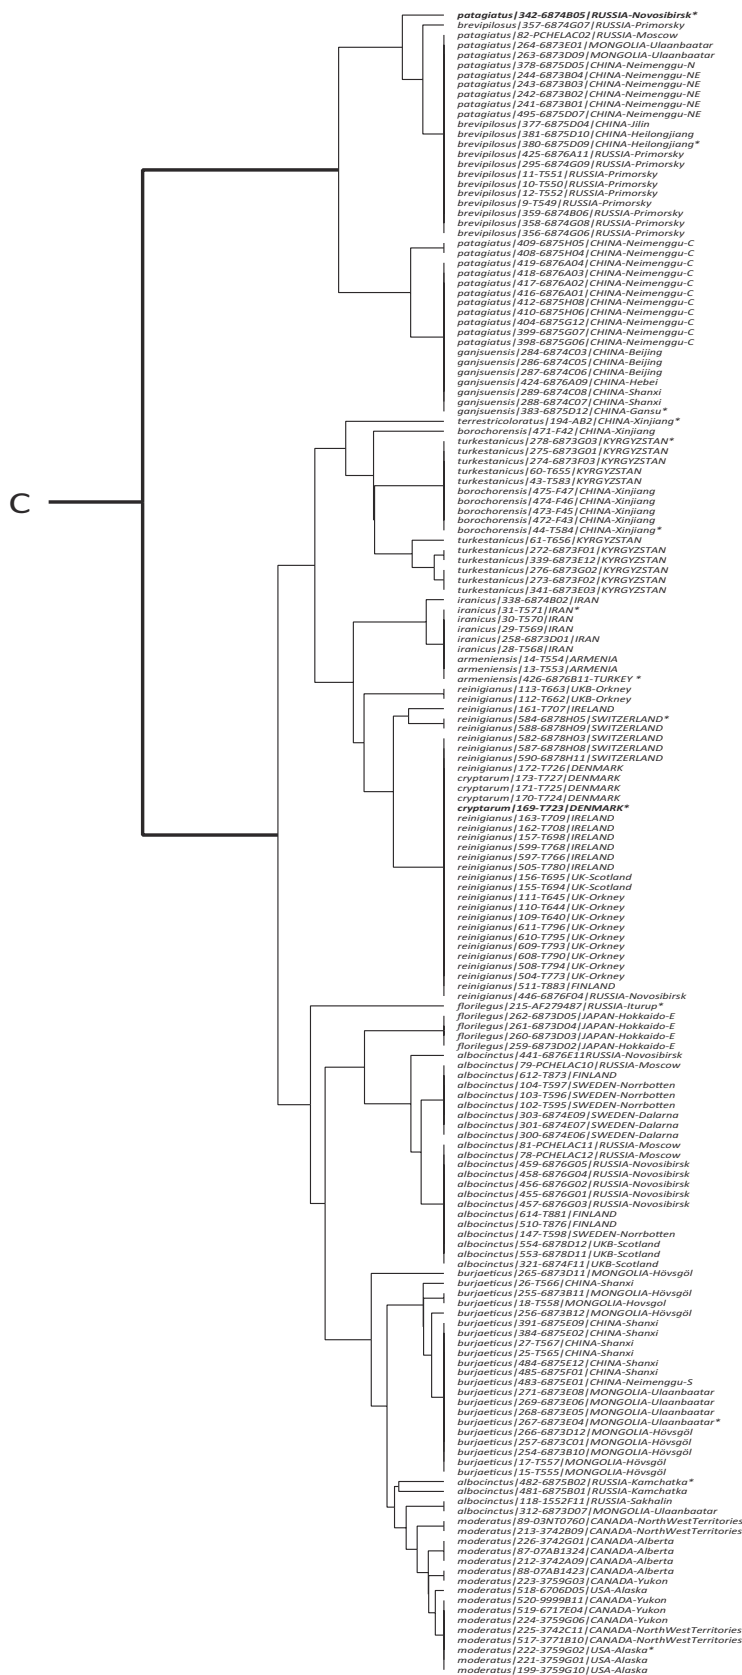 patagiatus|342-6874B05|RUSSIA-Novosibirsk*
brevipilosus|357-6874G07|RUSSIA-Primorsky
patagiatus|82-PCHELAC02|RUSSIA-Moscow
patagiatus|264-6873E01|MONGOLIA-Ulaanbaatar
patagiatus|263-6873D09|MONGOLIA-Ulaanbaatar
patagiatus|378-6875D05|CHINA-Neimenggu-N
patagiatus|244-6873B04|CHINA-Neimenggu-NE
patagiatus|243-6873B03|CHINA-Neimenggu-NE
patagiatus|242-6873B02|CHINA-Neimenggu-NE
patagiatus|241-6873B01|CHINA-Neimenggu-NE
patagiatus|495-6875D07|CHINA-Neimenggu-NE
brevipilosus|377-6875D04|CHINA-Jilin
brevipilosus|381-6875D10|CHINA-Heilongjiang
brevipilosus|380-6875D09|CHINA-Heilongjiang*
brevipilosus|425-6876A11|RUSSIA-Primorsky
brevipilosus|295-6874G09|RUSSIA-Primorsky
brevipilosus|11-T551|RUSSIA-Primorsky
brevipilosus|10-T550|RUSSIA-Primorsky
brevipilosus|12-T552|RUSSIA-Primorsky
brevipilosus|9-T549|RUSSIA-Primorsky
brevipilosus|359-6874B06|RUSSIA-Primorsky
brevipilosus|358-6874G08|RUSSIA-Primorsky
brevipilosus|356-6874G06|RUSSIA-Primorsky
patagiatus|409-6875H05|CHINA-Neimenggu-C
patagiatus|408-6875H04|CHINA-Neimenggu-C
patagiatus|419-6876A04|CHINA-Neimenggu-C
patagiatus|418-6876A03|CHINA-Neimenggu-C
patagiatus|417-6876A02|CHINA-Neimenggu-C
patagiatus|416-6876A01|CHINA-Neimenggu-C
patagiatus|412-6875H08|CHINA-Neimenggu-C
patagiatus|410-6875H06|CHINA-Neimenggu-C
patagiatus|404-6875G12|CHINA-Neimenggu-C
patagiatus|399-6875G07|CHINA-Neimenggu-C
patagiatus|398-6875G06|CHINA-Neimenggu-C
ganjsuensis|284-6874C03|CHINA-Beijing
ganjsuensis|286-6874C05|CHINA-Beijing
ganjsuensis|287-6874C06|CHINA-Beijing
ganjsuensis|424-6876A09|CHINA-Hebei
ganjsuensis|289-6874C08|CHINA-Shanxi
ganjsuensis|288-6874C07|CHINA-Shanxi
ganjsuensis|383-6875D12|CHINA-Gansu*
terrestricoloratus|194-AB2|CHINA-Xinjiang*
borochorensis|471-F42|CHINA-Xinjiang
turkestanicus|278-6873G03|KYRGYZSTAN*
turkestanicus|275-6873G01|KYRGYZSTAN
turkestanicus|274-6873F03|KYRGYZSTAN
turkestanicus|60-T655|KYRGYZSTAN
turkestanicus|43-T583|KYRGYZSTAN
borochorensis|475-F47|CHINA-Xinjiang
borochorensis|474-F46|CHINA-Xinjiang
C
borochorensis|473-F45|CHINA-Xinjiang
borochorensis|472-F43|CHINA-Xinjiang
borochorensis|44-T584|CHINA-Xinjiang*
turkestanicus|61-T656|KYRGYZSTAN
turkestanicus|272-6873F01|KYRGYZSTAN
turkestanicus|339-6873E12|KYRGYZSTAN
turkestanicus|276-6873G02|KYRGYZSTAN
turkestanicus|273-6873F02|KYRGYZSTAN
turkestanicus|341-6873E03|KYRGYZSTAN
iranicus|338-6874B02|IRAN
iranicus|31-T571|IRAN*
iranicus|30-T570|IRAN
iranicus|29-T569|IRAN
iranicus|258-6873D01|IRAN
iranicus|28-T568|IRAN
armeniensis|14-T554|ARMENIA
armeniensis|13-T553|ARMENIA
armeniensis|426-6876B11-TURKEY *
reinigianus|113-T663|UKB-Orkney
reinigianus|112-T662|UKB-Orkney
reinigianus|161-T707|IRELAND
reinigianus|584-6878H05|SWITZERLAND*
reinigianus|588-6878H09|SWITZERLAND
reinigianus|582-6878H03|SWITZERLAND
reinigianus|587-6878H08|SWITZERLAND
reinigianus|590-6878H11|SWITZERLAND
reinigianus|172-T726|DENMARK
cryptarum|173-T727|DENMARK
cryptarum|171-T725|DENMARK
cryptarum|170-T724|DENMARK
cryptarum|169-T723|DENMARK*
reinigianus|163-T709|IRELAND
reinigianus|162-T708|IRELAND
reinigianus|157-T698|IRELAND
reinigianus|599-T768|IRELAND
reinigianus|597-T766|IRELAND
reinigianus|505-T780|IRELAND
reinigianus|156-T695|UK-Scotland
reinigianus|155-T694|UK-Scotland
reinigianus|111-T645|UK-Orkney
reinigianus|110-T644|UK-Orkney
reinigianus|109-T640|UK-Orkney
reinigianus|611-T796|UK-Orkney
reinigianus|610-T795|UK-Orkney
reinigianus|609-T793|UK-Orkney
reinigianus|608-T790|UK-Orkney
reinigianus|508-T794|UK-Orkney
reinigianus|504-T773|UK-Orkney
reinigianus|511-T883|FINLAND
reinigianus|446-6876F04|RUSSIA-Novosibirsk
florilegus|215-AF279487|RUSSIA-Iturup*
florilegus|262-6873D05|JAPAN-Hokkaido-E
florilegus|261-6873D04|JAPAN-Hokkaido-E
florilegus|260-6873D03|JAPAN-Hokkaido-E
florilegus|259-6873D02|JAPAN-Hokkaido-E
albocinctus|441-6876E11RUSSIA-Novosibirsk
albocinctus|79-PCHELAC10|RUSSIA-Moscow
albocinctus|612-T873|FINLAND
albocinctus|104-T597|SWEDEN-Norrbotten
albocinctus|103-T596|SWEDEN-Norrbotten
albocinctus|102-T595|SWEDEN-Norrbotten
albocinctus|303-6874E09|SWEDEN-Dalarna
albocinctus|301-6874E07|SWEDEN-Dalarna
albocinctus|300-6874E06|SWEDEN-Dalarna
albocinctus|81-PCHELAC11|RUSSIA-Moscow
albocinctus|78-PCHELAC12|RUSSIA-Moscow
albocinctus|459-6876G05|RUSSIA-Novosibirsk
albocinctus|458-6876G04|RUSSIA-Novosibirsk
albocinctus|456-6876G02|RUSSIA-Novosibirsk
albocinctus|455-6876G01|RUSSIA-Novosibirsk
albocinctus|457-6876G03|RUSSIA-Novosibirsk
albocinctus|614-T881|FINLAND
albocinctus|510-T876|FINLAND
albocinctus|147-T598|SWEDEN-Norrbotten
albocinctus|554-6878D12|UKB-Scotland
albocinctus|553-6878D11|UKB-Scotland
albocinctus|321-6874F11|UKB-Scotland
burjaeticus|265-6873D11|MONGOLIA-Hövsgöl
burjaeticus|26-T566|CHINA-Shanxi
burjaeticus|255-6873B11|MONGOLIA-Hövsgöl
burjaeticus|18-T558|MONGOLIA-Hovsgol
burjaeticus|256-6873B12|MONGOLIA-Hövsgöl
burjaeticus|391-6875E09|CHINA-Shanxi
burjaeticus|384-6875E02|CHINA-Shanxi
burjaeticus|27-T567|CHINA-Shanxi
burjaeticus|25-T565|CHINA-Shanxi
burjaeticus|484-6875E12|CHINA-Shanxi
burjaeticus|485-6875F01|CHINA-Shanxi
burjaeticus|483-6875E01|CHINA-Neimenggu-S
burjaeticus|271-6873E08|MONGOLIA-Ulaanbaatar
burjaeticus|269-6873E06|MONGOLIA-Ulaanbaatar
burjaeticus|268-6873E05|MONGOLIA-Ulaanbaatar
burjaeticus|267-6873E04|MONGOLIA-Ulaanbaatar*
burjaeticus|266-6873D12|MONGOLIA-Hövsgöl
burjaeticus|257-6873C01|MONGOLIA-Hövsgöl
burjaeticus|254-6873B10|MONGOLIA-Hövsgöl
burjaeticus|17-T557|MONGOLIA-Hövsgöl
burjaeticus|15-T555|MONGOLIA-Hövsgöl
albocinctus|482-6875B02|RUSSIA-Kamchatka*
albocinctus|481-6875B01|RUSSIA-Kamchatka
albocinctus|118-1552F11|RUSSIA-Sakhalin
albocinctus|312-6873D07|MONGOLIA-Ulaanbaatar
moderatus|89-03NT0760|CANADA-NorthWestTerritories
moderatus|213-3742B09|CANADA-NorthWestTerritories
moderatus|226-3742G01|CANADA-Alberta
moderatus|87-07AB1324|CANADA-Alberta
moderatus|212-3742A09|CANADA-Alberta
moderatus|88-07AB1423|CANADA-Alberta
moderatus|223-3759G03|CANADA-Yukon
moderatus|518-6706D05|USA-Alaska
moderatus|520-9999B11|CANADA-Yukon
moderatus|519-6717E04|CANADA-Yukon
moderatus|224-3759G06|CANADA-Yukon
moderatus|225-3742C11|CANADA-NorthWestTerritories
moderatus|517-3771B10|CANADA-NorthWestTerritories
moderatus|222-3759G02|USA-Alaska*
moderatus|221-3759G01|USA-Alaska
moderatus|199-3759G10|USA-Alaska